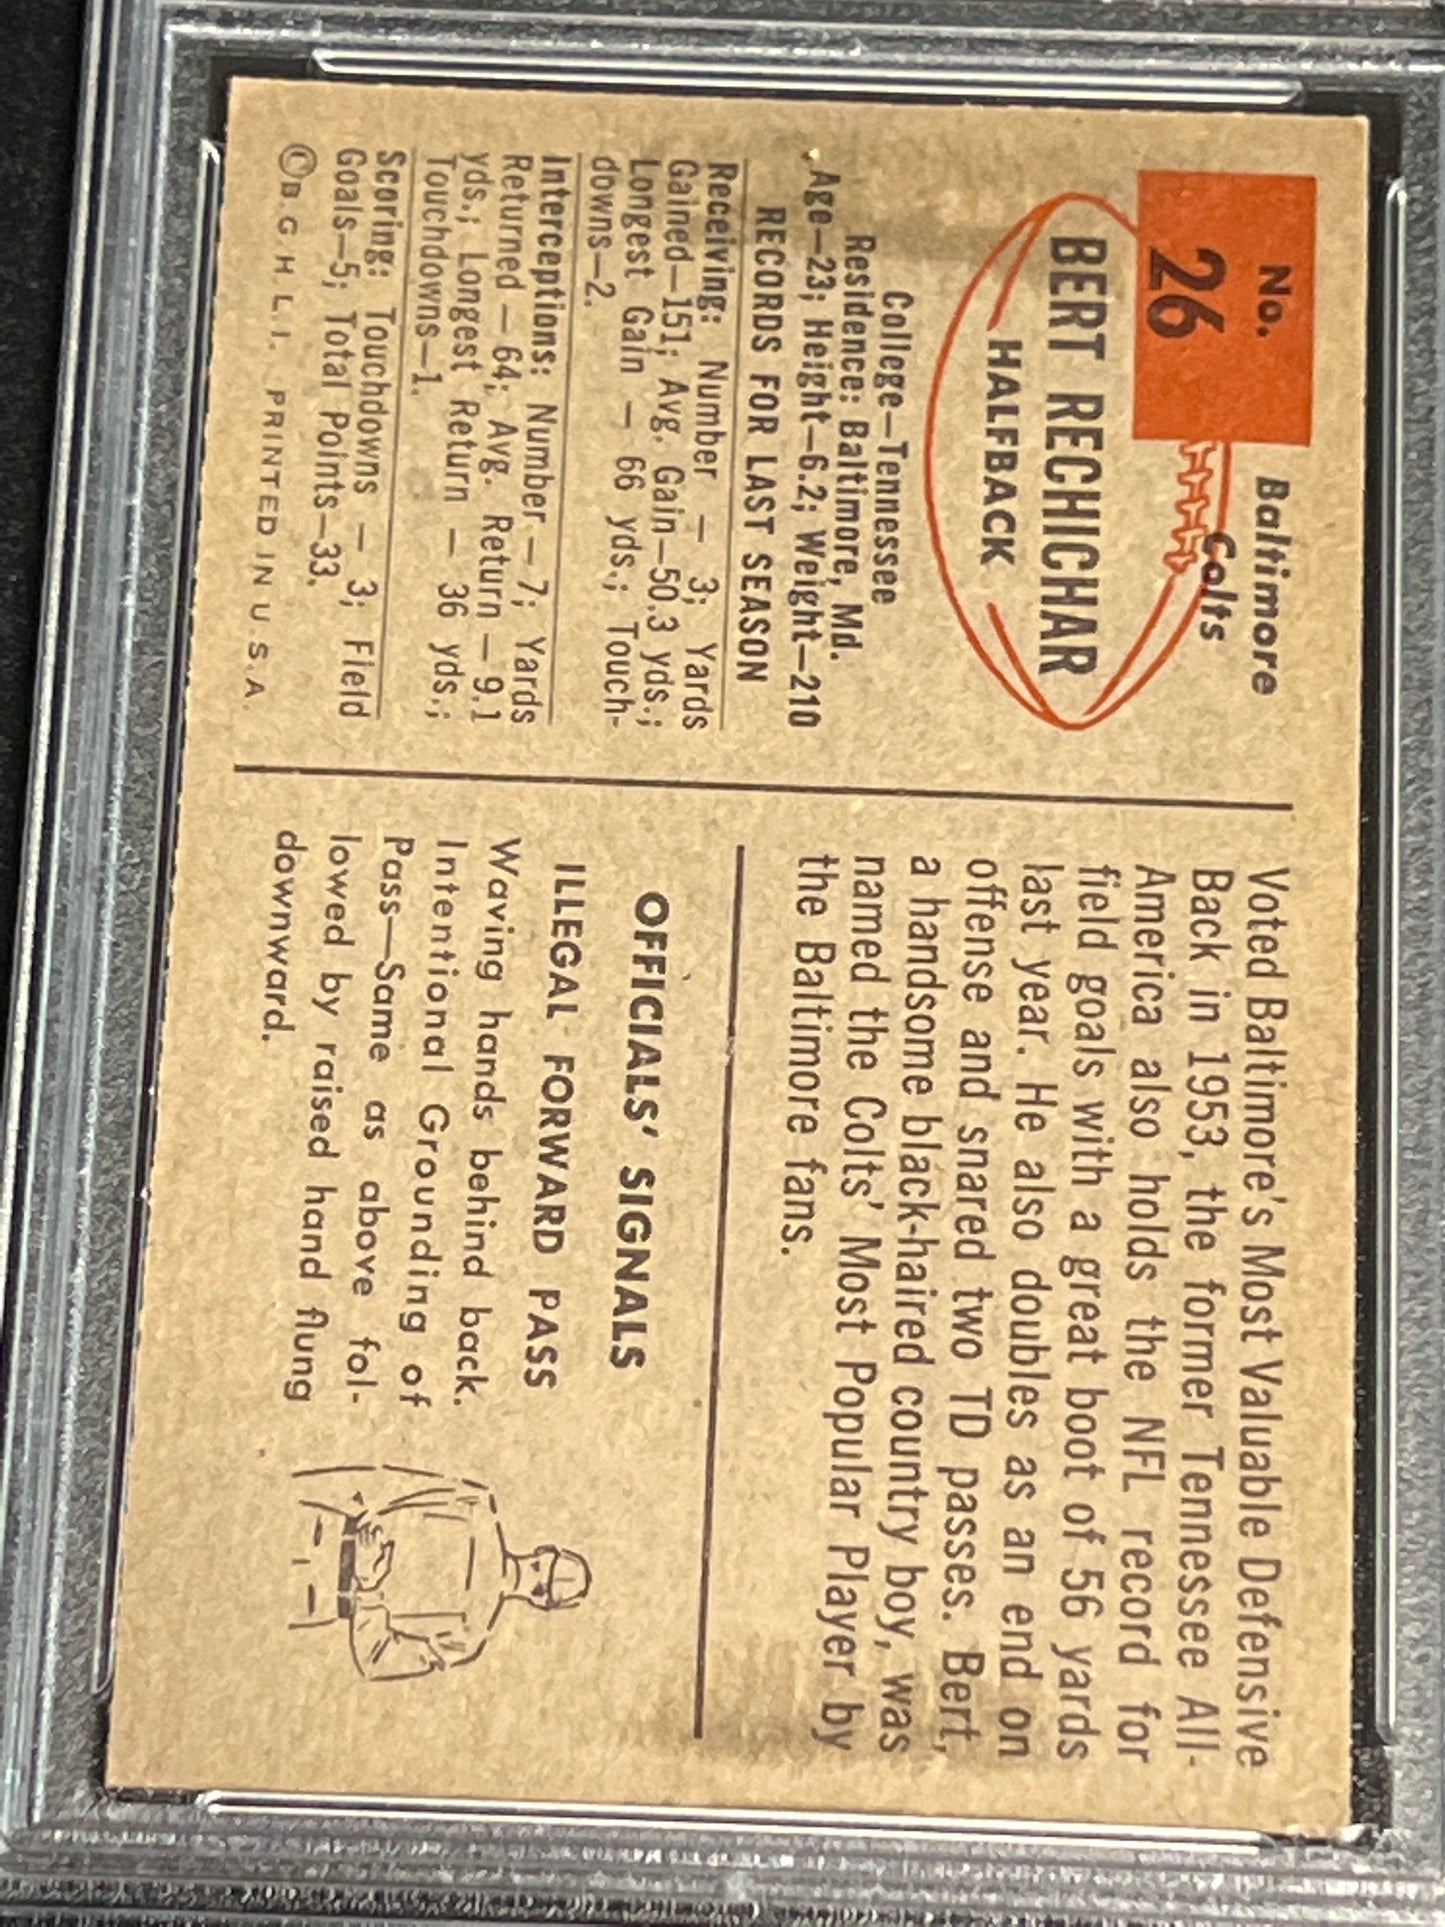 No.
26
Baltimore
Colts
BERT RECHICHAR
HALFBACK
College—Tennessee
Residence: Baltimore, Md.
Age—23; Height—6.2; Weight—210
RECORDS FOR LAST SEASON
Receiving: Number — 3; Yards
Gained—151; Avg. Gain—50.3 yds.;
Longest Gain — 66 yds.; Touch-
downs—2.
Interceptions: Number—7; Yards
Returned—64; Avg. Return—9.1
yds.; Longest Return — 36 yds.;
Touchdowns—1.
Scoring: Touchdowns — 3; Field
Goals—5; Total Points—33.
©B.G.H.L.I. PRINTED IN U.S.A.
Voted Baltimore's Most Valuable Defensive
Back in 1953, the former Tennessee All-
America also holds the NFL record for
field goals with a great boot of 56 yards
last year. He also doubles as an end on
offense and snared two TD passes. Bert,
a handsome black-haired country boy, was
named the Colts' Most Popular Player by
the Baltimore fans.
OFFICIALS' SIGNALS
ILLEGAL FORWARD PASS
Waving hands behind back.
Intentional Grounding of
Pass—Same as above fol-
lowed by raised hand flung
downward.